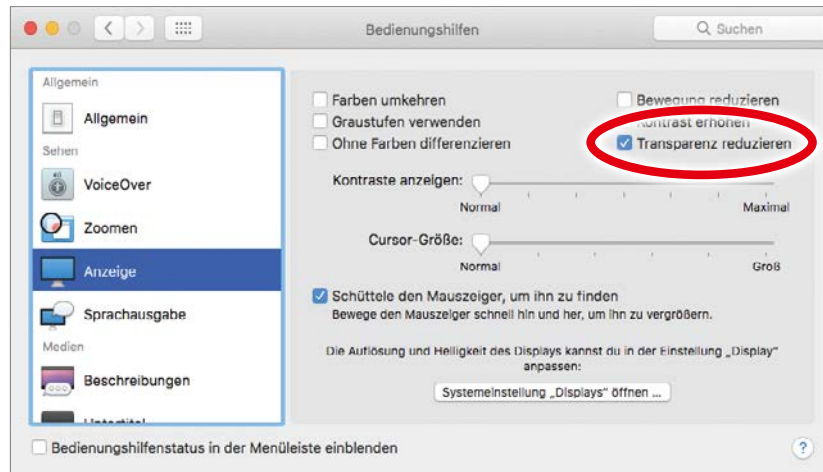 Bedienungshilfen
Suchen
Allgemein
Allgemein
Sehen
VoiceOver
Zoomen
Anzeige
Sprachausgabe
Medien
Beschreibungen
Untertitel
Farben umkehren
Bewegung reduzieren
Graustufen verwenden
Kontrast erhöhen
Ohne Farben differenzieren
Transparenz reduzieren
Kontraste anzeigen:
Normal Maximal
Cursor-Größe:
Normal Groß
Schüttele den Mauszeiger, um ihn zu finden
Bewege den Mauszeiger schnell hin und her, um ihn zu vergrößern.
Die Auflösung und Helligkeit des Displays kannst du in der Einstellung „Display“
anpassen:
Systemeinstellung „Displays“ öffnen ...
Bedienungshilfenstatus in der Menüleiste einblenden
?